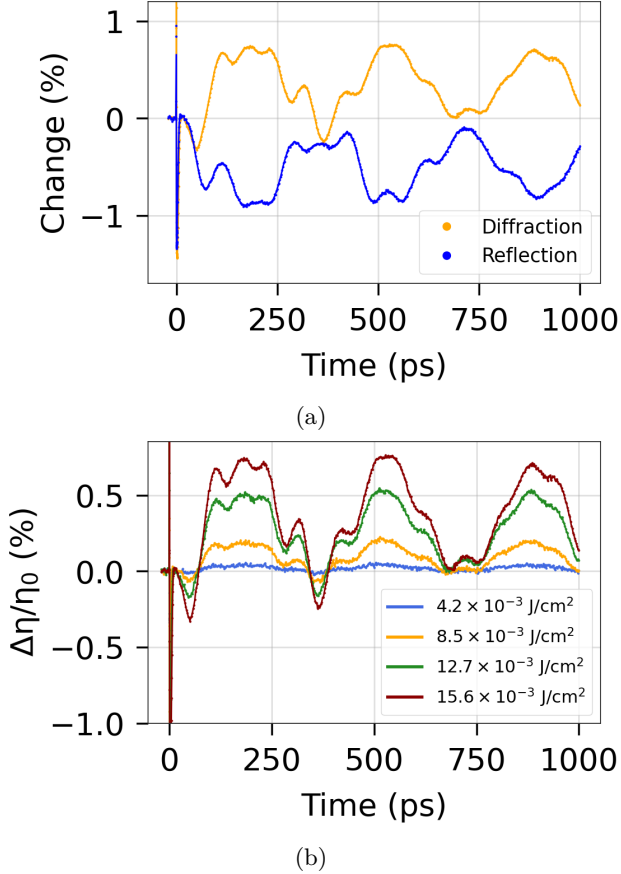 1
0
−1
Change (%)
Diffraction
Reflection
0 250 500 750 1000
Time (ps)
(a)
0.5
0.0
−0.5
−1.0
Δη/η₀ (%)
4.2 × 10⁻³ J/cm²
8.5 × 10⁻³ J/cm²
12.7 × 10⁻³ J/cm²
15.6 × 10⁻³ J/cm²
0 250 500 750 1000
Time (ps)
(b)